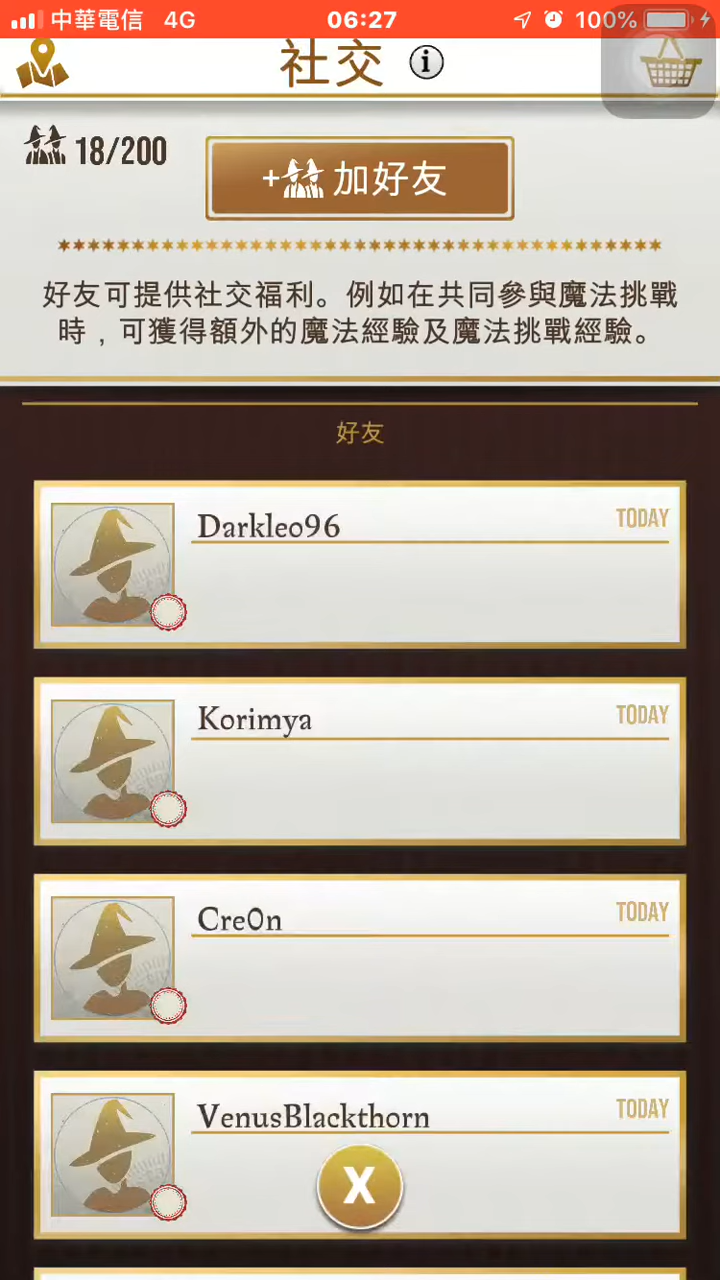 中華電信 4G 06:27 100%
社交 i
18/200
+ 加好友
好友可提供社交福利。例如在共同參與魔法挑戰
時，可獲得額外的魔法經驗及魔法挑戰經驗。
好友
Darkleo96 TODAY
Korimya TODAY
Cre0n TODAY
VenusBlackthorn TODAY
X